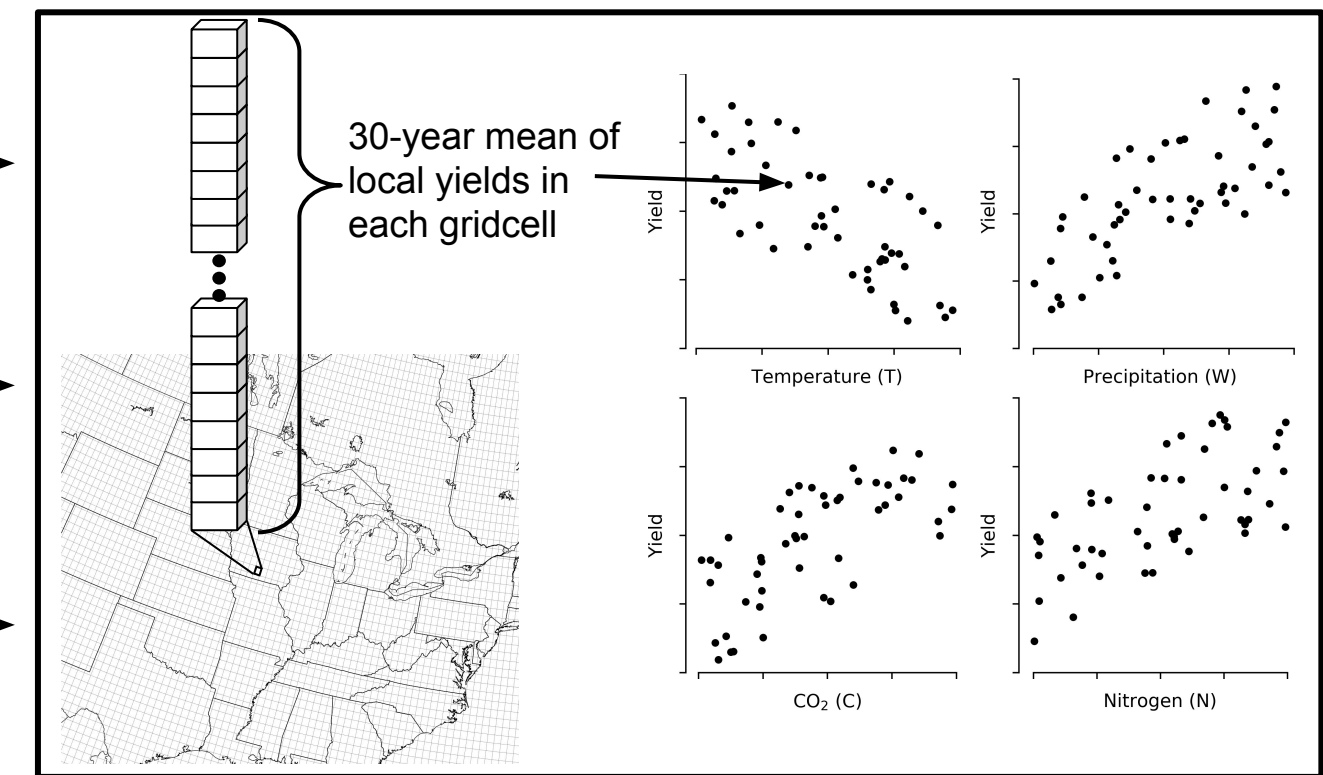 30-year mean of
local yields in
each gridcell
Yield
Temperature (T)
Yield
Precipitation (W)
Yield
CO₂ (C)
Yield
Nitrogen (N)